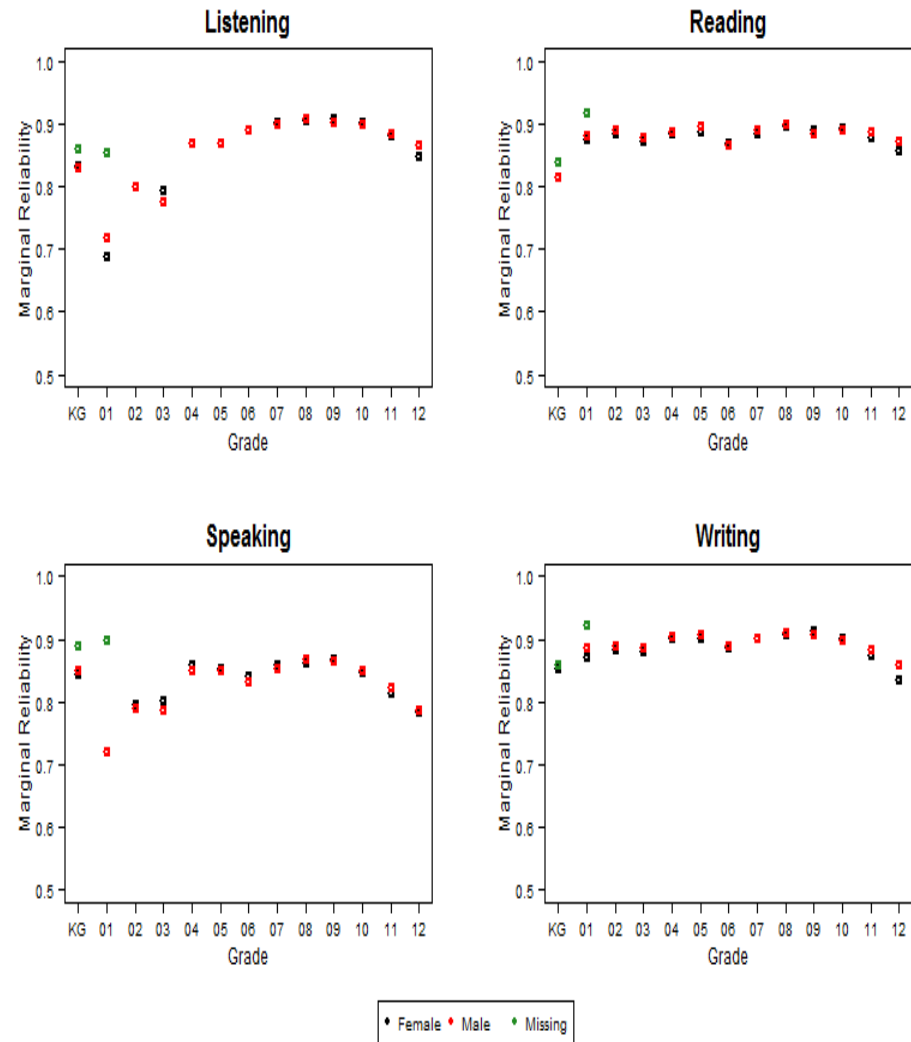 Listening
1.0
0.9
0.8
0.7
0.6
0.5
Marginal Reliability
KG 01 02 03 04 05 06 07 08 09 10 11 12
Grade
Reading
1.0
0.9
0.8
0.7
0.6
0.5
Marginal Reliability
KG 01 02 03 04 05 06 07 08 09 10 11 12
Grade
Speaking
1.0
0.9
0.8
0.7
0.6
0.5
Marginal Reliability
KG 01 02 03 04 05 06 07 08 09 10 11 12
Grade
Writing
1.0
0.9
0.8
0.7
0.6
0.5
Marginal Reliability
KG 01 02 03 04 05 06 07 08 09 10 11 12
Grade
Female Male Missing